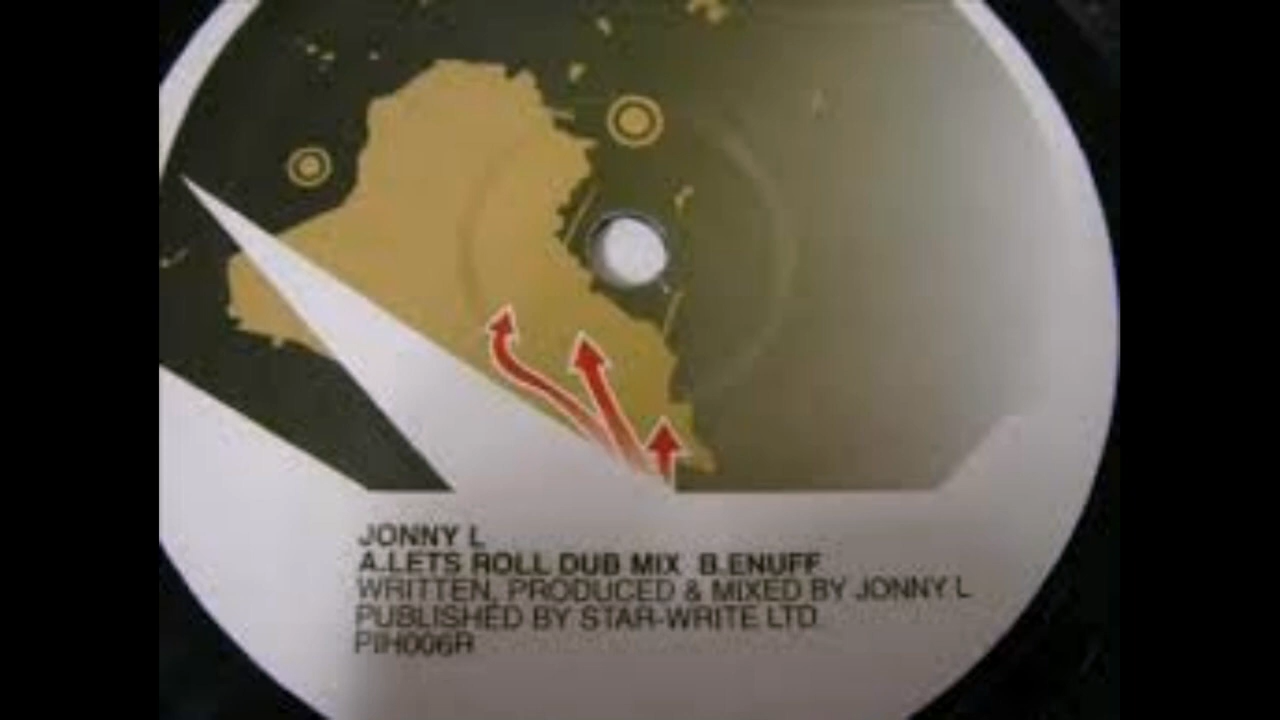 JONNY L
A.LETS ROLL DUB MIX B.ENUFF
WRITTEN, PRODUCED & MIXED BY JONNY L
PUBLISHED BY STAR-WRITE LTD
PIH006R